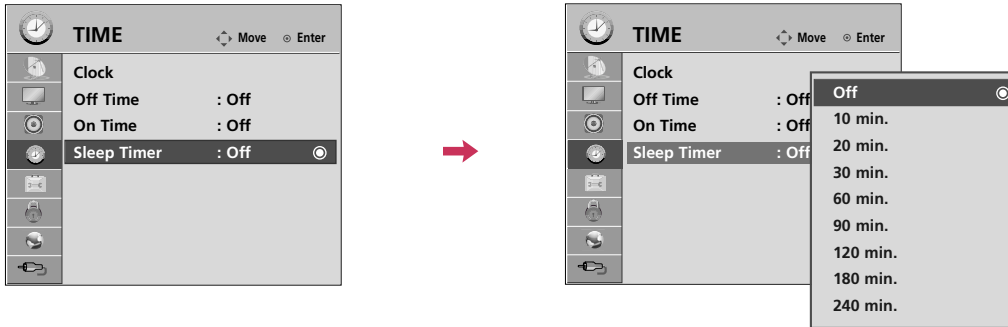 TIME
Move
Enter
Clock
Off Time : Off
On Time : Off
Sleep Timer : Off
TIME
Move
Enter
Clock
Off Time : Off
On Time : Off
Sleep Timer : Off
Off
10 min.
20 min.
30 min.
60 min.
90 min.
120 min.
180 min.
240 min.